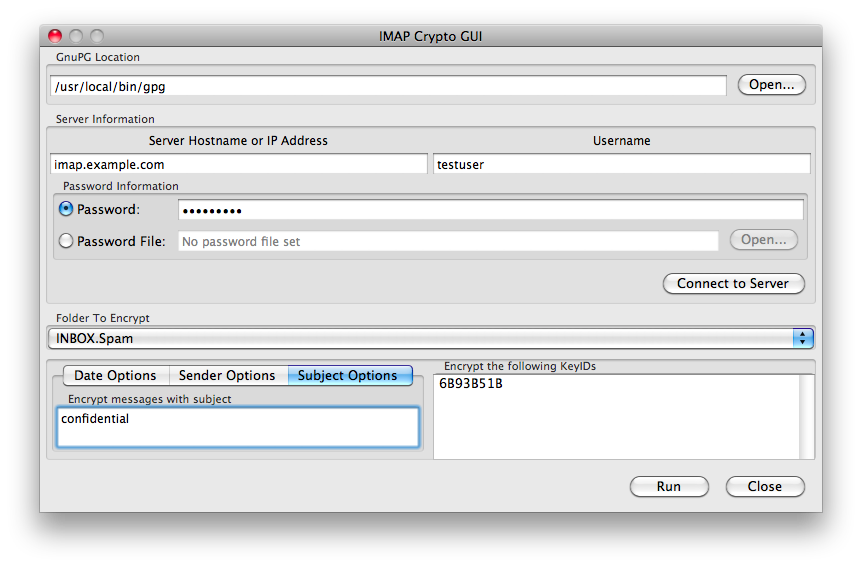 IMAP Crypto GUI
GnuPG Location
/usr/local/bin/gpg Open...
Server Information
Server Hostname or IP Address Username
imap.example.com testuser
Password Information
Password: •••••••••
Password File: No password file set Open...
Connect to Server
Folder To Encrypt
INBOX.Spam
Date Options Sender Options Subject Options
Encrypt messages with subject
confidential
Encrypt the following KeyIDs
6B93B51B
Run Close